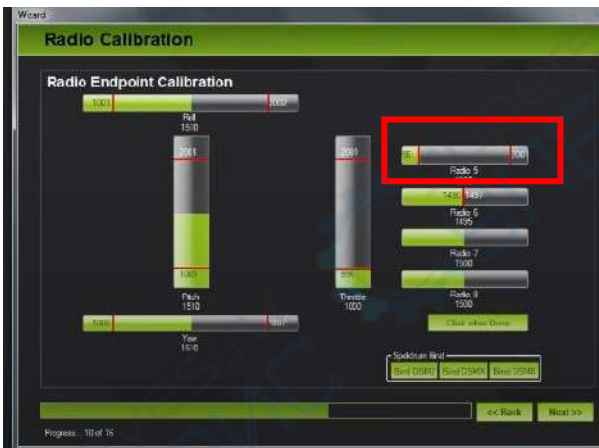 Wizard
Radio Calibration
Radio Endpoint Calibration
1001
2002
Roll
1510
2001
Pitch
1510
2001
Throttle
1000
Radio 5
1497
Radio 6
1495
Radio 7
1500
Radio 8
1500
Yaw
1510
Click when Done
Spektrum Bind
Bind DSM2
Bind DSMX
Bind DSM8
<< Back
Next >>
Progress... 10 of 16